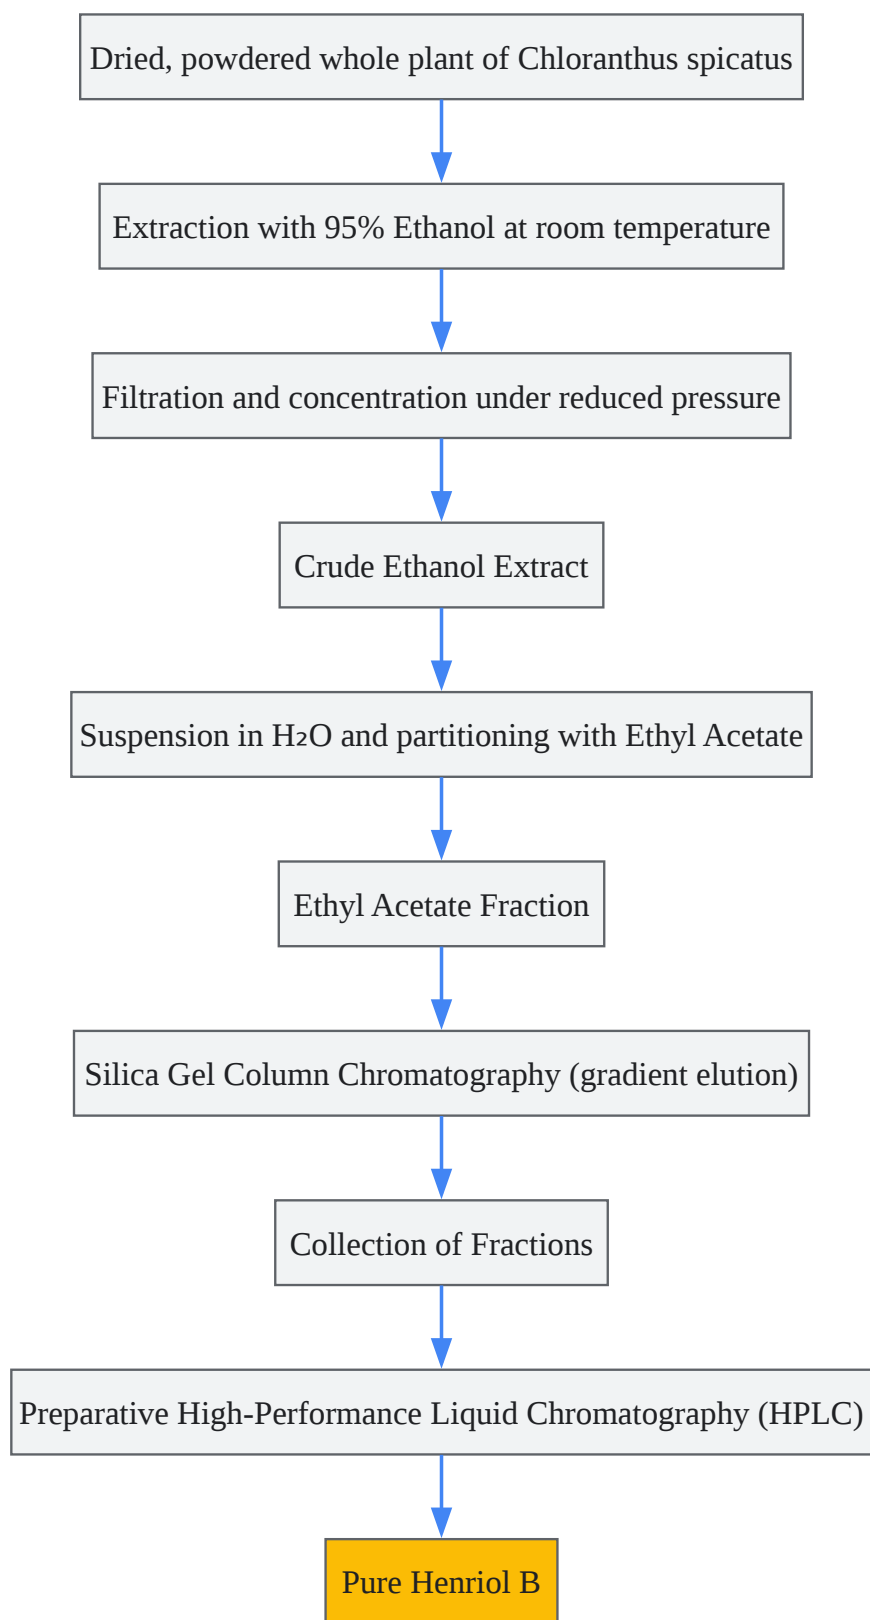 Dried, powdered whole plant of Chloranthus spicatus
Extraction with 95% Ethanol at room temperature
Filtration and concentration under reduced pressure
Crude Ethanol Extract
Suspension in H₂O and partitioning with Ethyl Acetate
Ethyl Acetate Fraction
Silica Gel Column Chromatography (gradient elution)
Collection of Fractions
Preparative High-Performance Liquid Chromatography (HPLC)
Pure Henriol B